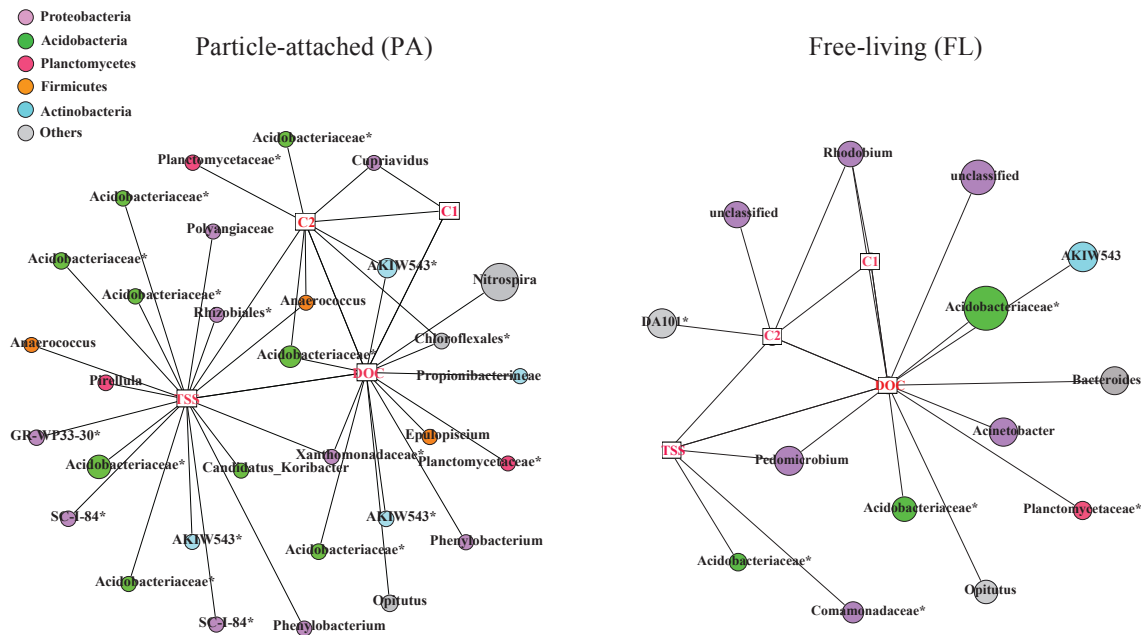 Proteobacteria
Acidobacteria
Planctomycetes
Firmicutes
Actinobacteria
Others
Particle-attached (PA)
Acidobacteriaceae*
Planctomycetaceae*
Cupriavidus
Acidobacteriaceae*
C2
C1
Polyangiaceae
Acidobacteriaceae*
AKIW543*
Nitrospira
Acidobacteriaceae*
Anaerococcus
Rhizobiales*
Anaerococcus
Chloroflexales*
Acidobacteriaceae*
DOC
Propionibacterineae
Pirellula
TSS
GR-WP33-30*
Epulopiscium
Xanthomonadaceae*
Acidobacteriaceae*
Candidatus_Koribacter
Planctomycetaceae*
SC-I-84*
AKIW543*
AKIW543*
Phenylobacterium
Acidobacteriaceae*
Acidobacteriaceae*
Opitutus
SC-I-84*
Phenylobacterium
Free-living (FL)
Rhodobium
unclassified
unclassified
C1
AKIW543
Acidobacteriaceae*
DA101*
C2
DOC
Bacteroides
Acinetobacter
TSS
Pedomicrobium
Acidobacteriaceae*
Planctomycetaceae*
Acidobacteriaceae*
Opitutus
Comamonadaceae*